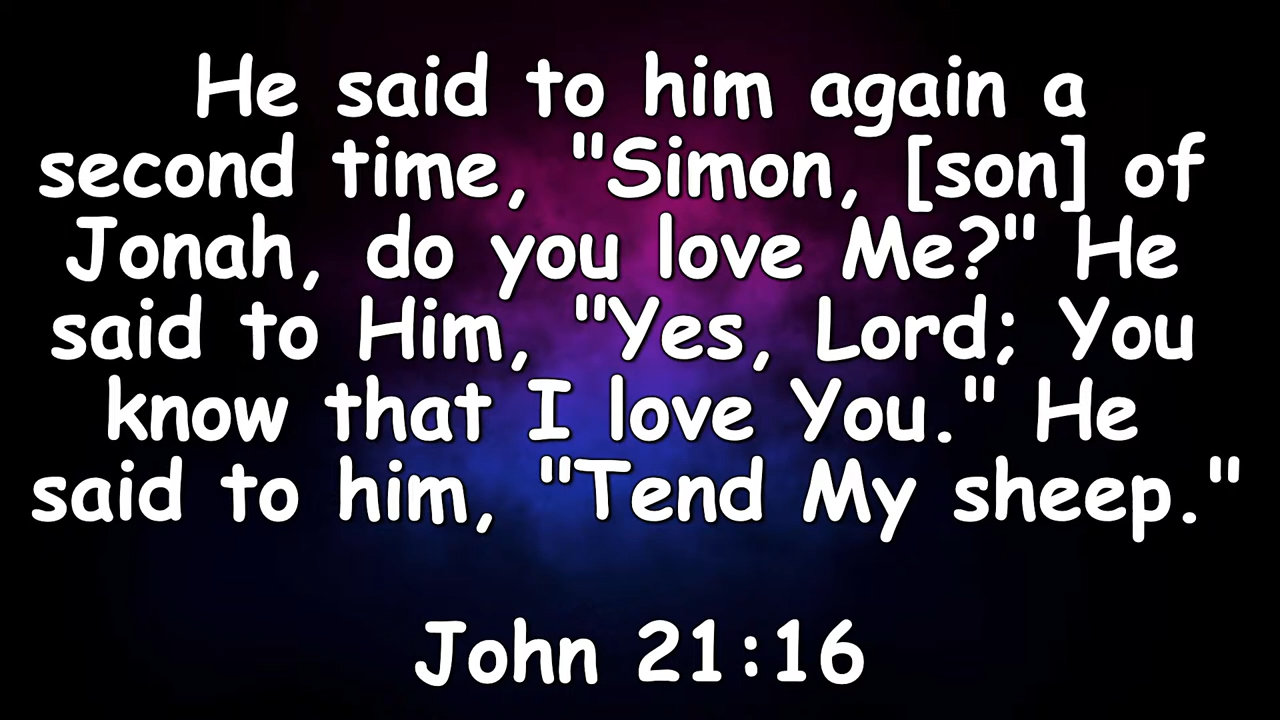 He said to him again a
second time, "Simon, [son] of
Jonah, do you love Me?" He
said to Him, "Yes, Lord; You
know that I love You." He
said to him, "Tend My sheep."
John 21:16